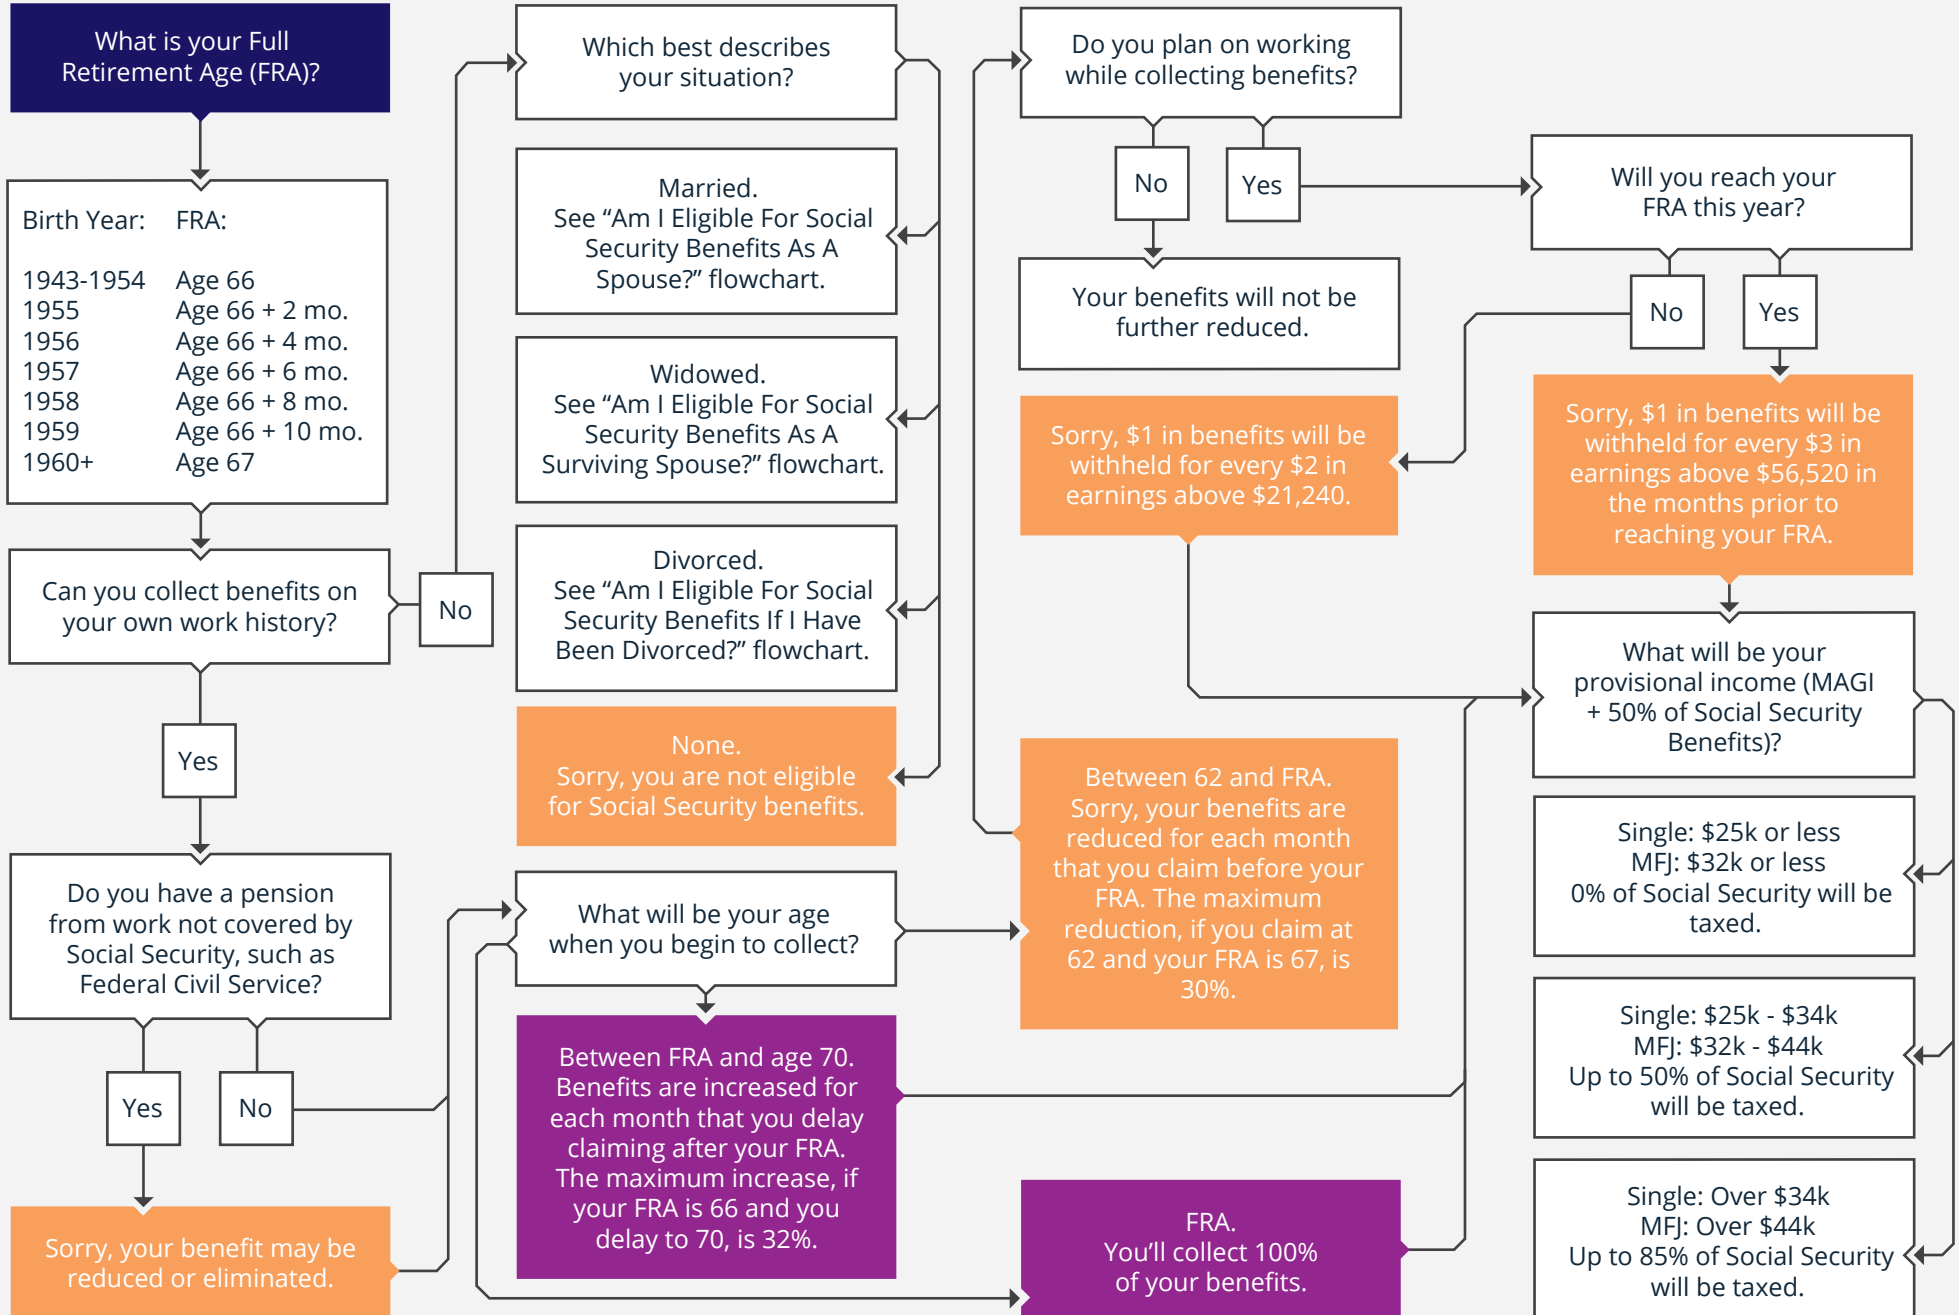 What is your Full
Retirement Age (FRA)?
Birth Year: FRA:
1943-1954 Age 66
1955 Age 66 + 2 mo.
1956 Age 66 + 4 mo.
1957 Age 66 + 6 mo.
1958 Age 66 + 8 mo.
1959 Age 66 + 10 mo.
1960+ Age 67
Can you collect benefits on
your own work history?
No
Yes
Do you have a pension
from work not covered by
Social Security, such as
Federal Civil Service?
Yes
No
Sorry, your benefit may be
reduced or eliminated.
Which best describes
your situation?
Married.
See “Am I Eligible For Social
Security Benefits As A
Spouse?” flowchart.
Widowed.
See “Am I Eligible For Social
Security Benefits As A
Surviving Spouse?” flowchart.
Divorced.
See “Am I Eligible For Social
Security Benefits If I Have
Been Divorced?” flowchart.
None.
Sorry, you are not eligible
for Social Security benefits.
What will be your age
when you begin to collect?
Between FRA and age 70.
Benefits are increased for
each month that you delay
claiming after your FRA.
The maximum increase, if
your FRA is 66 and you
delay to 70, is 32%.
Do you plan on working
while collecting benefits?
No
Yes
Your benefits will not be
further reduced.
Sorry, $1 in benefits will be
withheld for every $2 in
earnings above $21,240.
Between 62 and FRA.
Sorry, your benefits are
reduced for each month
that you claim before your
FRA. The maximum
reduction, if you claim at
62 and your FRA is 67, is
30%.
FRA.
You’ll collect 100%
of your benefits.
Will you reach your
FRA this year?
No
Yes
Sorry, $1 in benefits will be
withheld for every $3 in
earnings above $56,520 in
the months prior to
reaching your FRA.
What will be your
provisional income (MAGI
+ 50% of Social Security
Benefits)?
Single: $25k or less
MFJ: $32k or less
0% of Social Security will be
taxed.
Single: $25k - $34k
MFJ: $32k - $44k
Up to 50% of Social Security
will be taxed.
Single: Over $34k
MFJ: Over $44k
Up to 85% of Social Security
will be taxed.